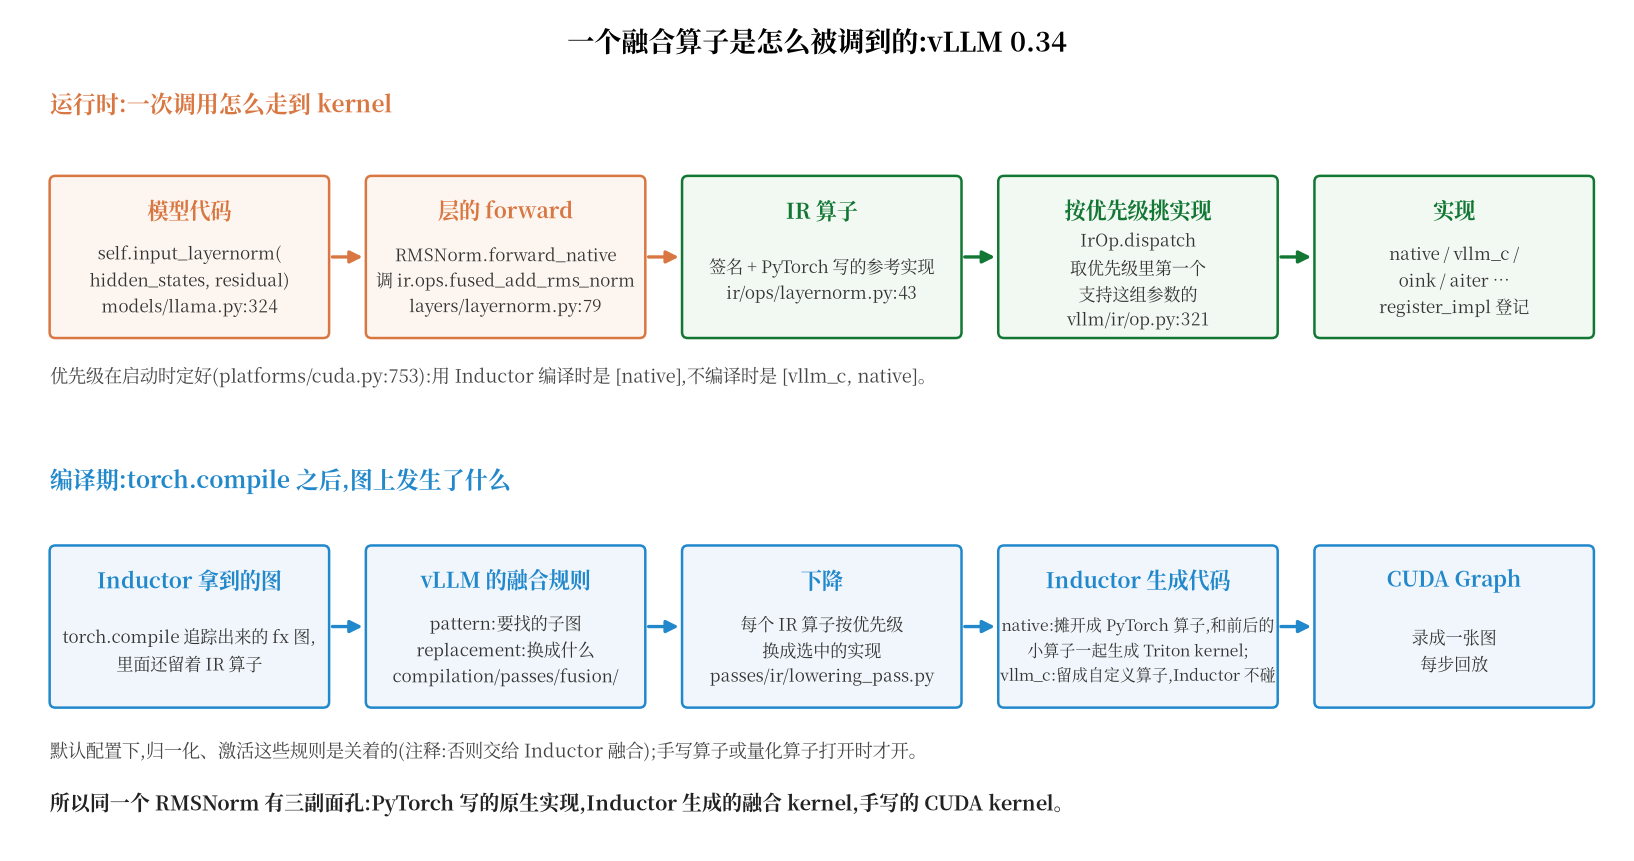 一个融合算子是怎么被调到的:vLLM 0.34
运行时:一次调用怎么走到 kernel
模型代码
self.input_layernorm(
hidden_states, residual)
models/llama.py:324
层的 forward
RMSNorm.forward_native
调 ir.ops.fused_add_rms_norm
layers/layernorm.py:79
IR 算子
签名 + PyTorch 写的参考实现
ir/ops/layernorm.py:43
按优先级挑实现
IrOp.dispatch
取优先级里第一个
支持这组参数的
vllm/ir/op.py:321
实现
native / vllm_c /
oink / aiter …
register_impl 登记
优先级在启动时定好(platforms/cuda.py:753):用 Inductor 编译时是 [native],不编译时是 [vllm_c, native]。
编译期:torch.compile 之后,图上发生了什么
Inductor 拿到的图
torch.compile 追踪出来的 fx 图,
里面还留着 IR 算子
vLLM 的融合规则
pattern:要找的子图
replacement:换成什么
compilation/passes/fusion/
下降
每个 IR 算子按优先级
换成选中的实现
passes/ir/lowering_pass.py
Inductor 生成代码
native:摊开成 PyTorch 算子,和前后的
小算子一起生成 Triton kernel;
vllm_c:留成自定义算子,Inductor 不碰
CUDA Graph
录成一张图
每步回放
默认配置下,归一化、激活这些规则是关着的(注释:否则交给 Inductor 融合);手写算子或量化算子打开时才开。
所以同一个 RMSNorm 有三副面孔:PyTorch 写的原生实现,Inductor 生成的融合 kernel,手写的 CUDA kernel。